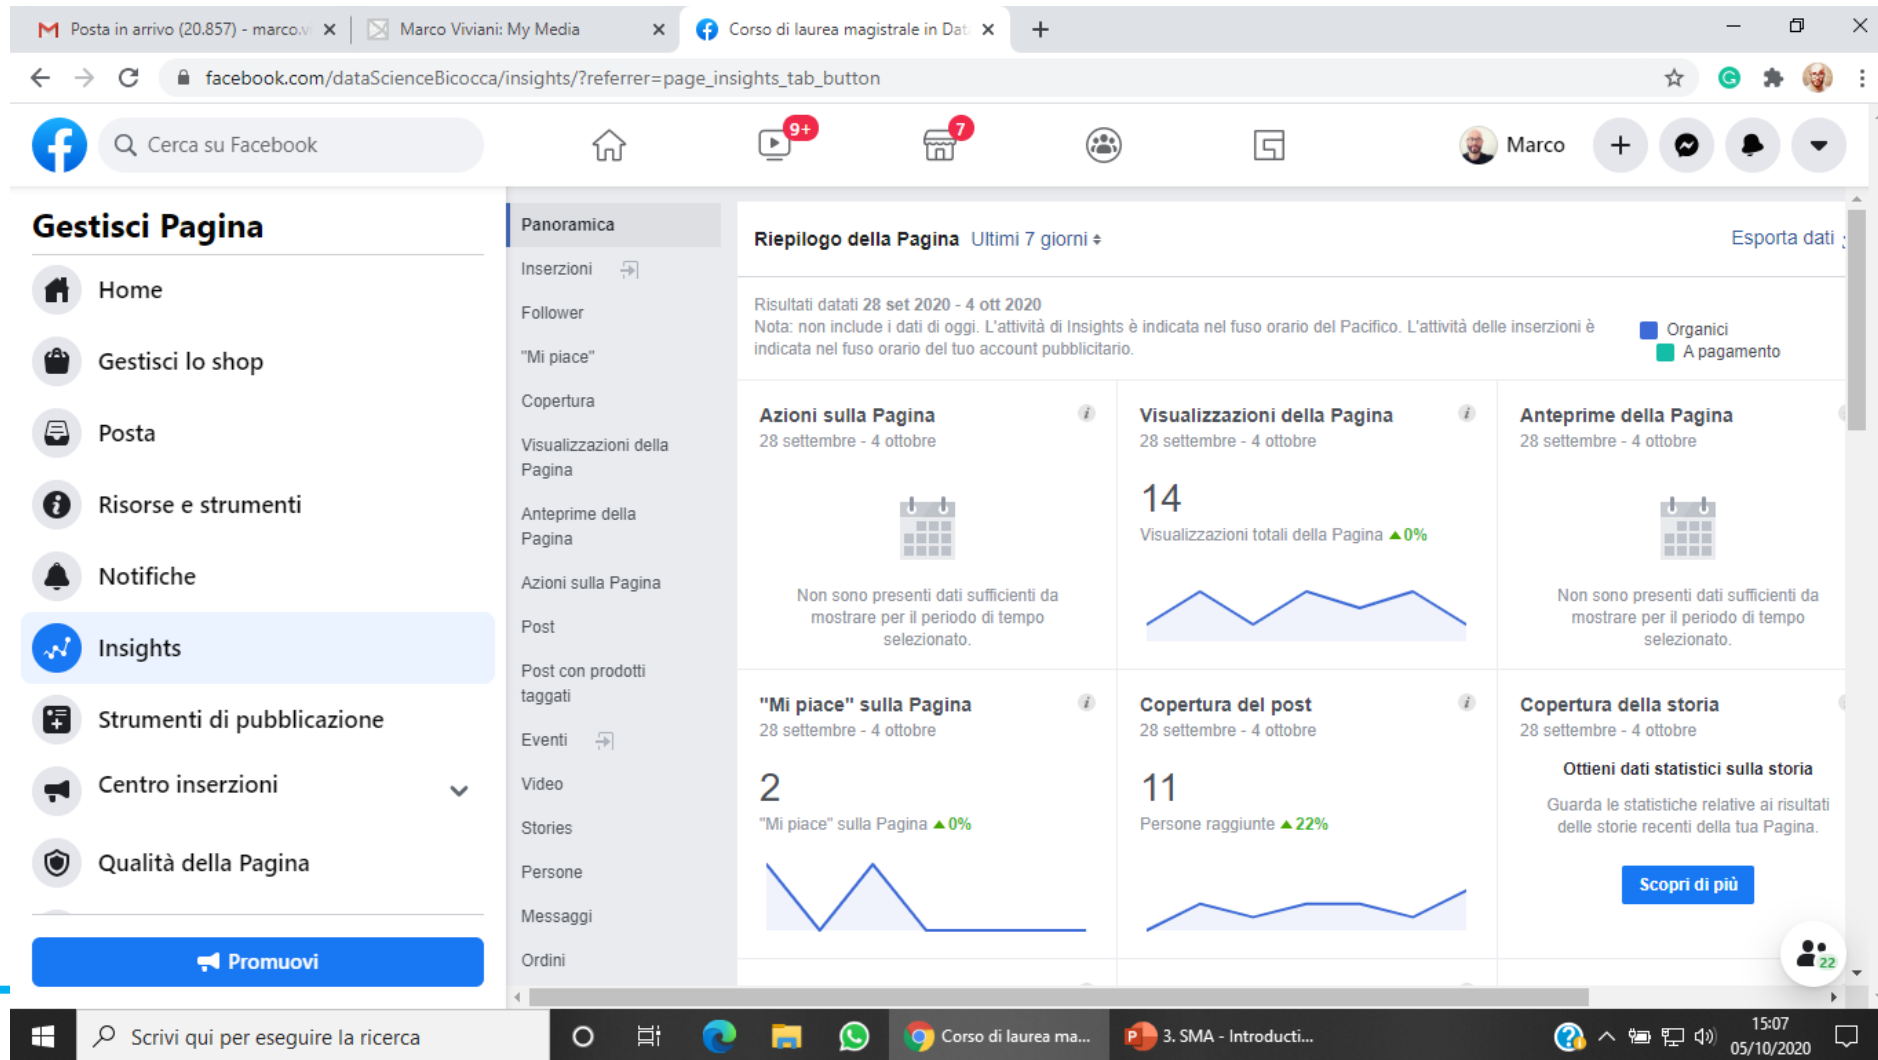 Posta in arrivo (20.857) - marco.v
Marco Viviani: My Media
Corso di laurea magistrale in Dat
facebook.com/dataScienceBicocca/insights/?referrer=page_insights_tab_button
Cerca su Facebook
9+
7
Marco
Gestisci Pagina
Home
Gestisci lo shop
Posta
Risorse e strumenti
Notifiche
Insights
Strumenti di pubblicazione
Centro inserzioni
Qualità della Pagina
Promuovi
Panoramica
Inserzioni
Follower
"Mi piace"
Copertura
Visualizzazioni della
Pagina
Anteprime della
Pagina
Azioni sulla Pagina
Post
Post con prodotti
taggati
Eventi
Video
Stories
Persone
Messaggi
Ordini
Riepilogo della Pagina Ultimi 7 giorni
Esporta dati
Risultati datati 28 set 2020 - 4 ott 2020
Nota: non include i dati di oggi. L'attività di Insights è indicata nel fuso orario del Pacifico. L'attività delle inserzioni è
indicata nel fuso orario del tuo account pubblicitario.
Organici
A pagamento
Azioni sulla Pagina
28 settembre - 4 ottobre
Non sono presenti dati sufficienti da
mostrare per il periodo di tempo
selezionato.
Visualizzazioni della Pagina
28 settembre - 4 ottobre
14
Visualizzazioni totali della Pagina ▲0%
Anteprime della Pagina
28 settembre - 4 ottobre
Non sono presenti dati sufficienti da
mostrare per il periodo di tempo
selezionato.
"Mi piace" sulla Pagina
28 settembre - 4 ottobre
2
"Mi piace" sulla Pagina ▲0%
Copertura del post
28 settembre - 4 ottobre
11
Persone raggiunte ▲22%
Copertura della storia
28 settembre - 4 ottobre
Ottieni dati statistici sulla storia
Guarda le statistiche relative ai risultati
delle storie recenti della tua Pagina.
Scopri di più
22
Scrivi qui per eseguire la ricerca
Corso di laurea ma...
3. SMA - Introducti...
15:07
05/10/2020